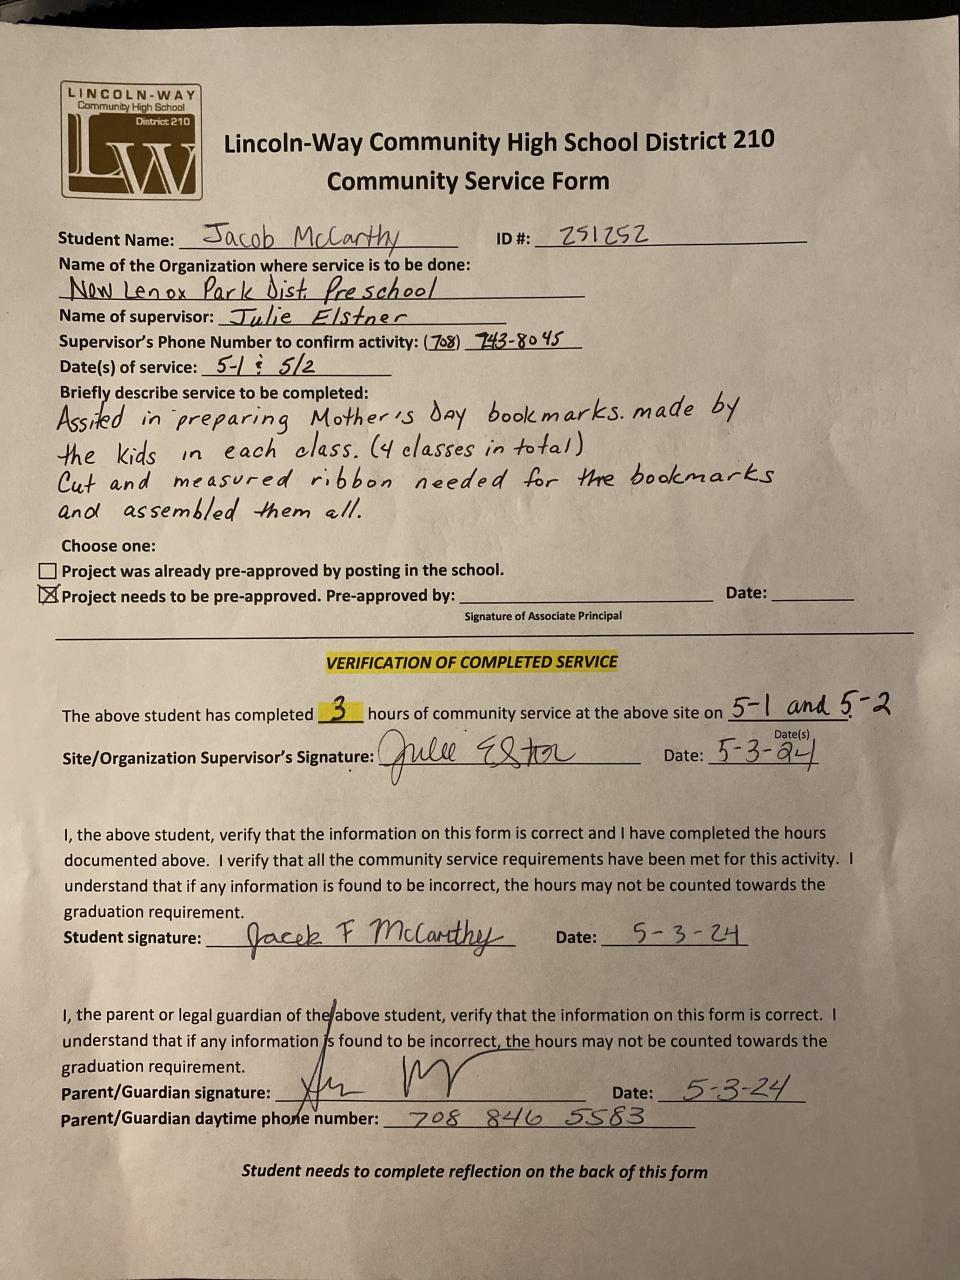 LINCOLN-WAY
Community High School
District 210
LW
Lincoln-Way Community High School District 210
Community Service Form
Student Name: Jacob McCarthy ID #: 251252
Name of the Organization where service is to be done:
New Lenox Park Dist. Preschool
Name of supervisor: Julie Elstner
Supervisor's Phone Number to confirm activity: (708) 743-8045
Date(s) of service: 5-1 & 5/2
Briefly describe service to be completed:
Assited in preparing Mother's Day bookmarks. made by
the kids in each class. (4 classes in total)
Cut and measured ribbon needed for the bookmarks
and assembled them all.
Choose one:
☐ Project was already pre-approved by posting in the school.
☒ Project needs to be pre-approved. Pre-approved by: Date:
Signature of Associate Principal
VERIFICATION OF COMPLETED SERVICE
The above student has completed 3 hours of community service at the above site on 5-1 and 5-2
Date(s)
Site/Organization Supervisor's Signature: Julie Date: 5-3-24
I, the above student, verify that the information on this form is correct and I have completed the hours
documented above. I verify that all the community service requirements have been met for this activity. I
understand that if any information is found to be incorrect, the hours may not be counted towards the
graduation requirement.
Student signature: Jacob F McCarthy Date: 5-3-24
I, the parent or legal guardian of the above student, verify that the information on this form is correct. I
understand that if any information is found to be incorrect, the hours may not be counted towards the
graduation requirement.
Parent/Guardian signature: Date: 5-3-24
Parent/Guardian daytime phone number: 708 846 5583
Student needs to complete reflection on the back of this form